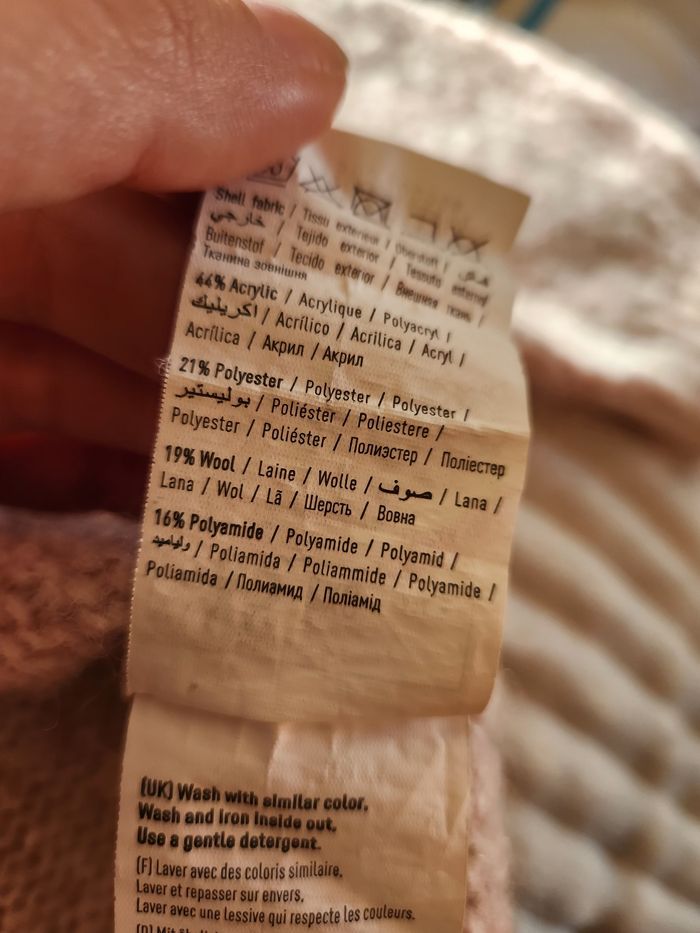 Shell fabric / Tissu exterieur / Oberstoff /
خارجي / Tejido exterior / Tessuto esterno
Buitenstof / Tecido exterior / Внешняя ткань /
Тканина зовнішня
44% Acrylic / Acrylique / Polyacryl /
اكريليك / Acrílico / Acrilica / Acryl /
Acrílica / Акрил / Акрил
21% Polyester / Polyester / Polyester /
بوليستير / Poliéster / Poliestere /
Polyester / Poliéster / Полиэстер / Поліестер
19% Wool / Laine / Wolle / صوف / Lana /
Lana / Wol / Lã / Шерсть / Вовна
16% Polyamide / Polyamide / Polyamid /
/ Poliamida / Poliammide / Polyamide /
Poliamida / Полиамид / Поліамід
(UK) Wash with similar color.
Wash and iron inside out.
Use a gentle detergent.
(F) Laver avec des coloris similaire.
Laver et repasser sur envers.
Laver avec une lessive qui respecte les couleurs.